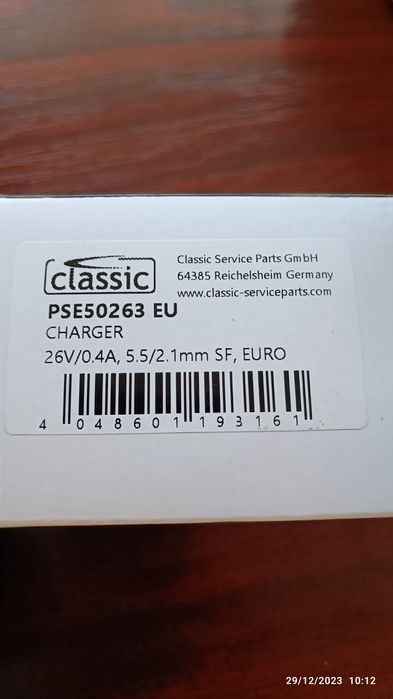 classic
Classic Service Parts GmbH
64385 Reichelsheim Germany
www.classic-serviceparts.com
PSE50263 EU
CHARGER
26V/0.4A, 5.5/2.1mm SF, EURO
4 048601 193161
29/12/2023 10:12